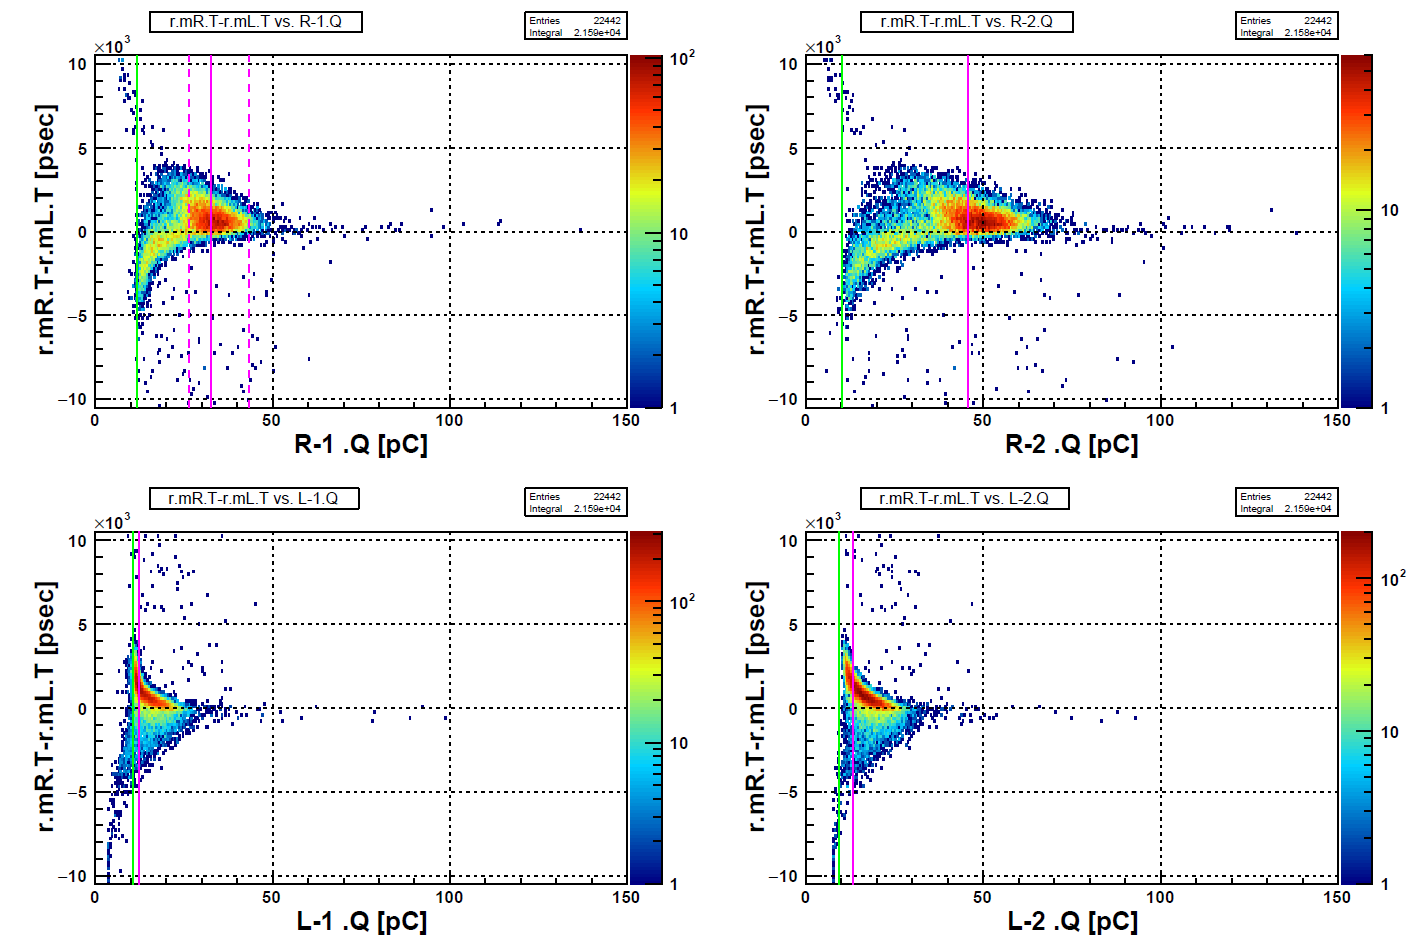 r.mR.T-r.mL.T vs. R-1.Q
Entries 22442
Integral 2.159e+04
×10³
r.mR.T-r.mL.T [psec]
10
5
0
−5
−10
0 50 100 150
R-1 .Q [pC]
10²
10
1
r.mR.T-r.mL.T vs. R-2.Q
Entries 22442
Integral 2.158e+04
×10³
r.mR.T-r.mL.T [psec]
10
5
0
−5
−10
0 50 100 150
R-2 .Q [pC]
10
1
r.mR.T-r.mL.T vs. L-1.Q
Entries 22442
Integral 2.159e+04
×10³
r.mR.T-r.mL.T [psec]
10
5
0
−5
−10
0 50 100 150
L-1 .Q [pC]
10²
10
1
r.mR.T-r.mL.T vs. L-2.Q
Entries 22442
Integral 2.159e+04
×10³
r.mR.T-r.mL.T [psec]
10
5
0
−5
−10
0 50 100 150
L-2 .Q [pC]
10²
10
1